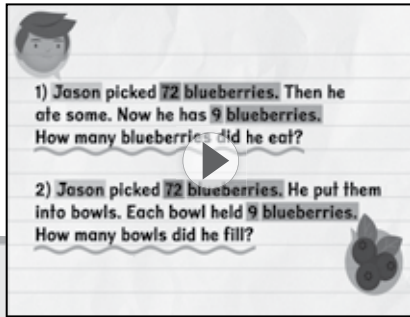 1) Jason picked 72 blueberries. Then he
ate some. Now he has 9 blueberries.
How many blueberries did he eat?
2) Jason picked 72 blueberries. He put them
into bowls. Each bowl held 9 blueberries.
How many bowls did he fill?